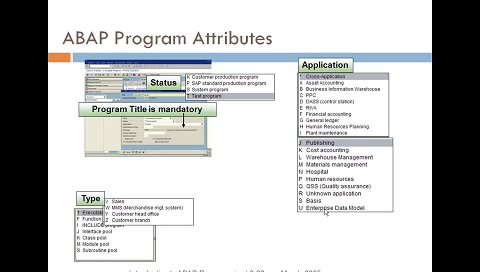 ABAP Program Attributes
Status
K Customer production program
P SAP standard production program
S System program
T Test program
Program Title is mandatory
Application
* Cross-Application
A Asset Accounting
B Business Information Warehouse
C PPC
D DASS (control station)
E RIVA
F Financial accounting
G General ledger
H Human Resources Planning
I Plant maintenance
J Publishing
K Cost accounting
L Warehouse Management
M Materials management
N Hospital
P Human resources
Q QSS (Quality assurance)
R Unknown application
S Basis
U Enterprise Data Model
Type
V Sales
W WMS (Merchandise mgt. system)
Y Customer head office
Z Customer branch
F Function
I INCLUDE program
J Interface pool
K Class pool
M Module pool
S Subroutine pool